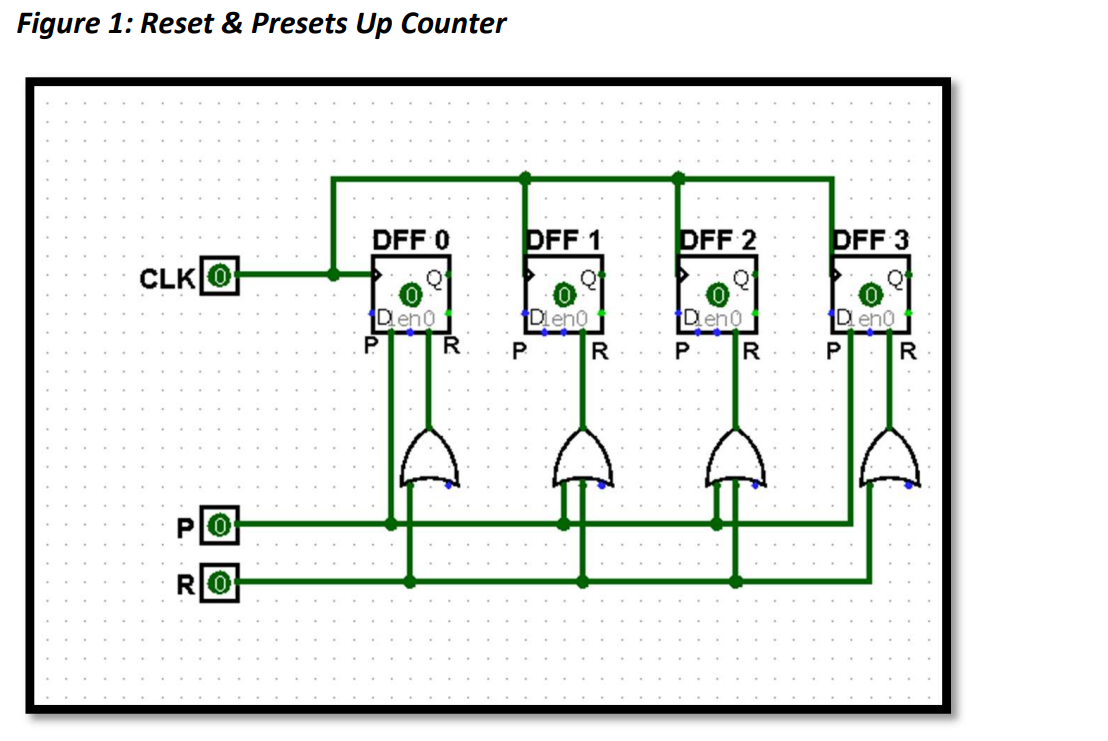 Figure 1: Reset & Presets Up Counter
DFF 0 DFF 1 DFF 2 DFF 3
CLK 0 Q Q Q Q
0 0 0 0
D en 0 D en 0 D en 0 D en 0
P R P R P R P R
P 0
R 0